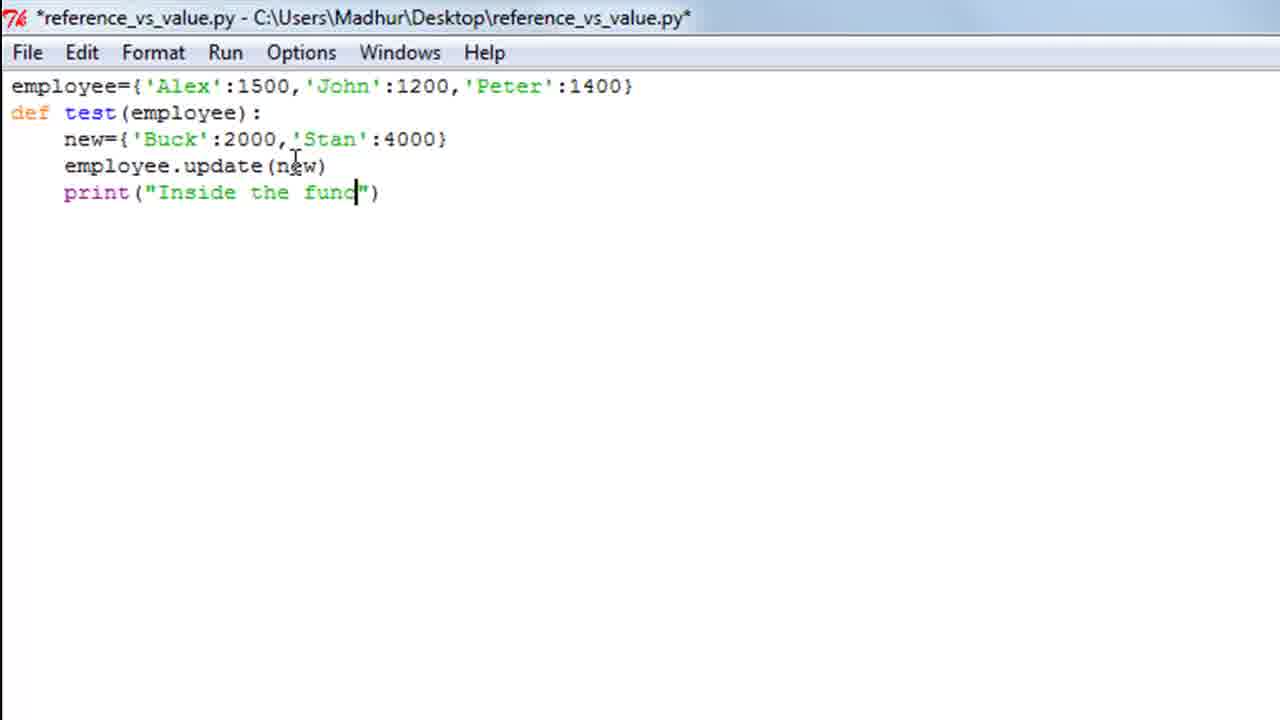 *reference_vs_value.py - C:\Users\Madhur\Desktop\reference_vs_value.py*
File Edit Format Run Options Windows Help
employee={'Alex':1500,'John':1200,'Peter':1400}
def test(employee):
    new={'Buck':2000,'Stan':4000}
    employee.update(new)
    print("Inside the func")